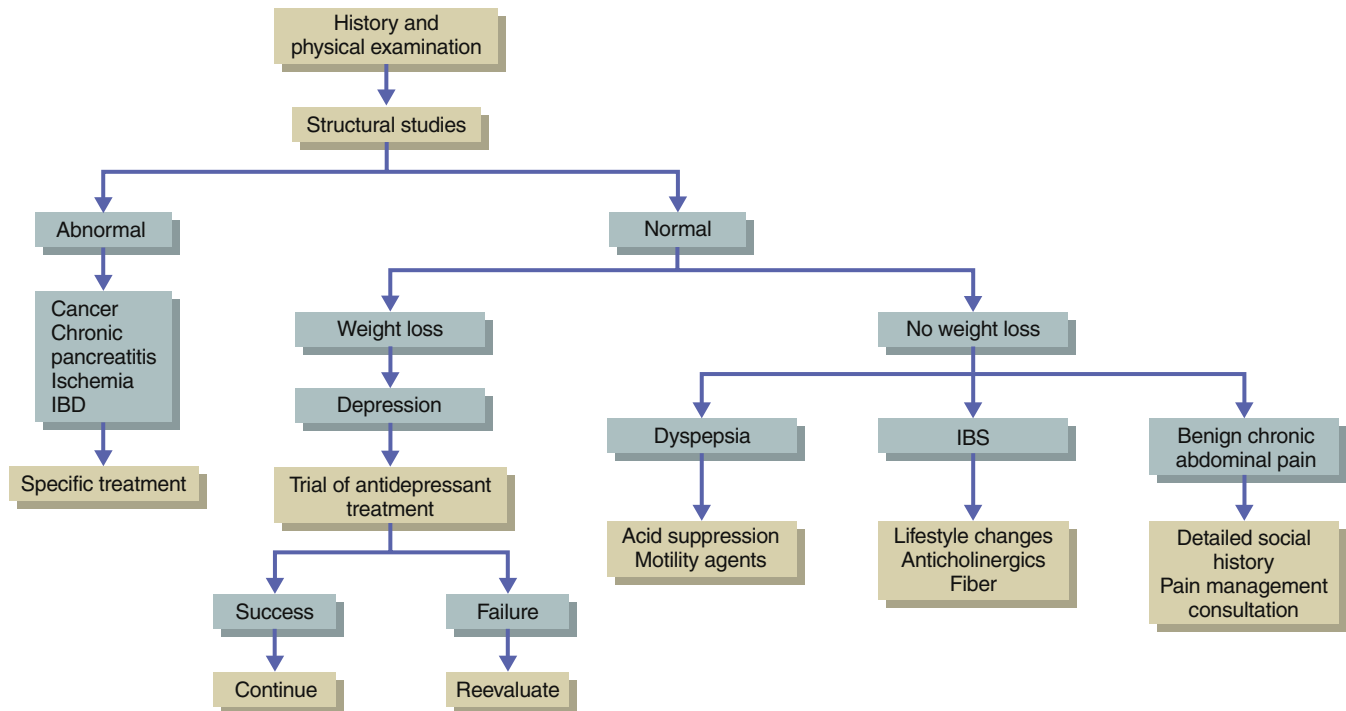 History and
physical examination
Structural studies
Abnormal
Normal
Cancer
Chronic
pancreatitis
Ischemia
IBD
Weight loss
No weight loss
Depression
Dyspepsia
IBS
Benign chronic
abdominal pain
Specific treatment
Trial of antidepressant
treatment
Acid suppression
Motility agents
Lifestyle changes
Anticholinergics
Fiber
Detailed social
history
Pain management
consultation
Success
Failure
Continue
Reevaluate